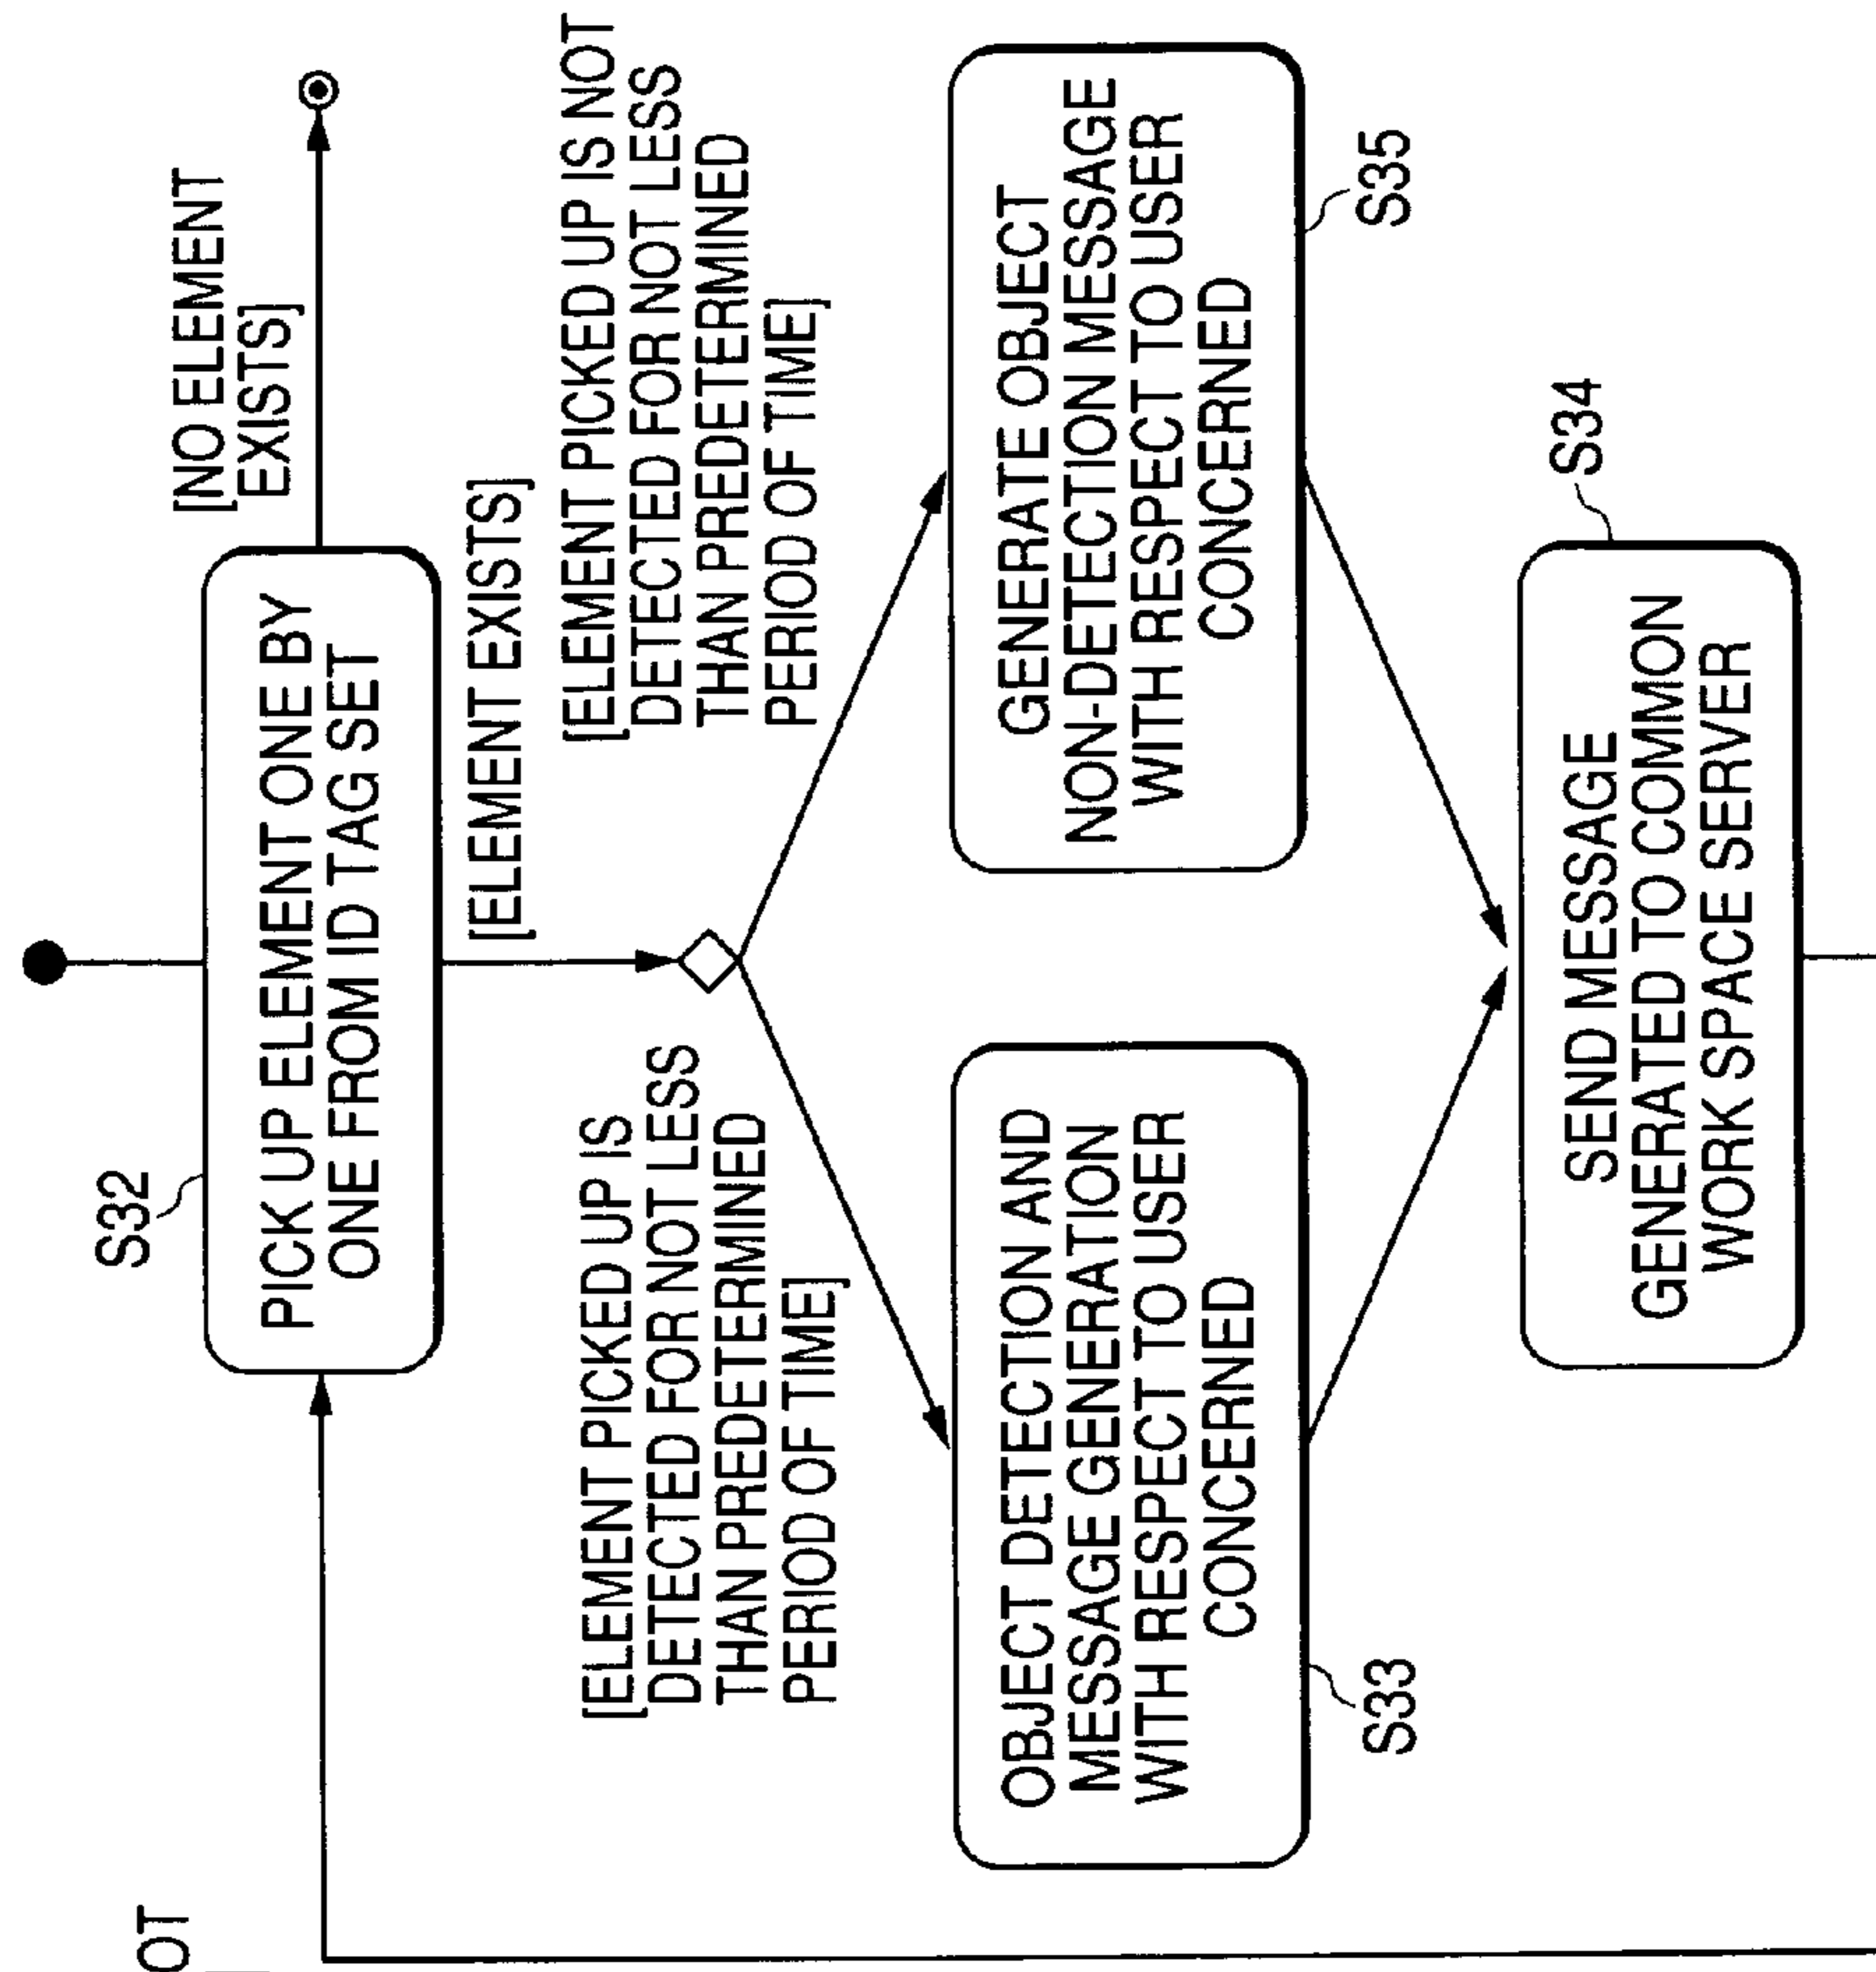 S32
PICK UP ELEMENT ONE BY
ONE FROM ID TAG SET
[NO ELEMENT
EXISTS]
[ELEMENT EXISTS]
[ELEMENT PICKED UP IS
DETECTED FOR NOT LESS
THAN PREDETERMINED
PERIOD OF TIME]
[ELEMENT PICKED UP IS NOT
DETECTED FOR NOT LESS
THAN PREDETERMINED
PERIOD OF TIME]
OBJECT DETECTION AND
MESSAGE GENERATION
WITH RESPECT TO USER
CONCERNED
S33
GENERATE OBJECT
NON-DETECTION MESSAGE
WITH RESPECT TO USER
CONCERNED
S35
S34
SEND MESSAGE
GENERATED TO COMMON
WORK SPACE SERVER
OT